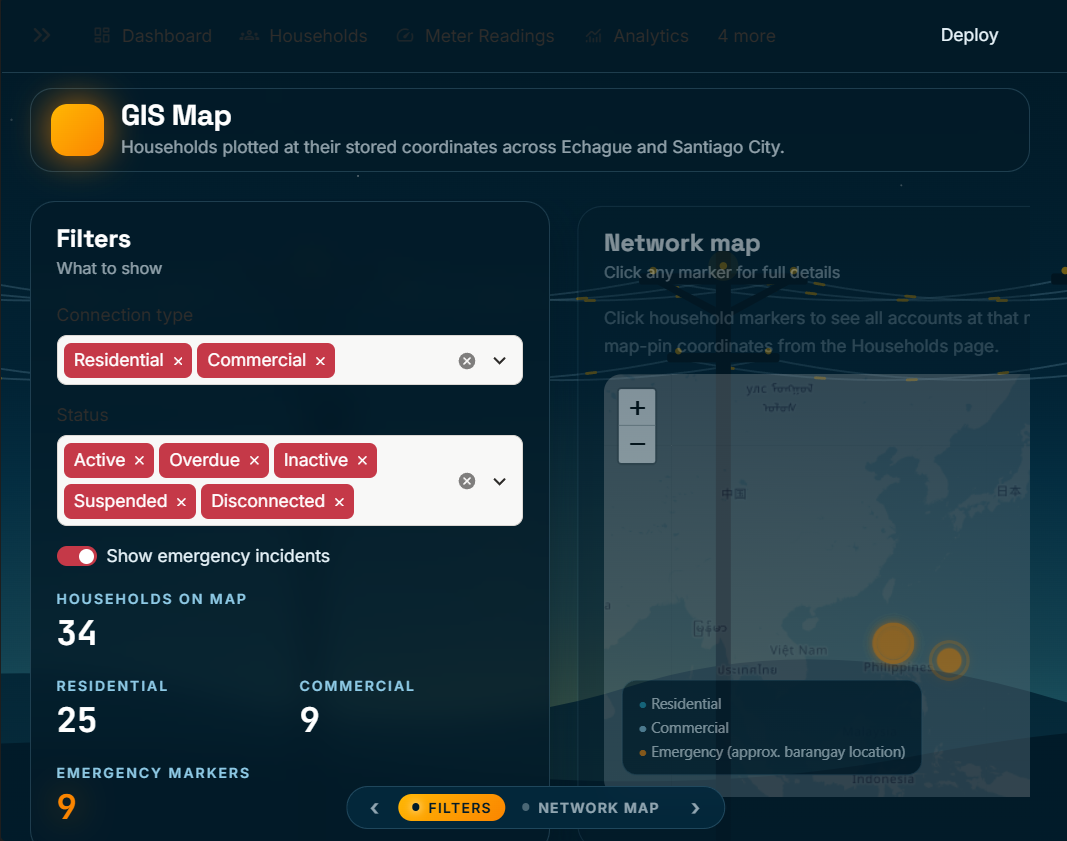 Dashboard
Households
Meter Readings
Analytics
4 more
Deploy
GIS Map
Households plotted at their stored coordinates across Echague and Santiago City.
Filters
What to show
Connection type
Residential
Commercial
Status
Active
Overdue
Inactive
Suspended
Disconnected
Show emergency incidents
HOUSEHOLDS ON MAP
34
RESIDENTIAL
25
COMMERCIAL
9
EMERGENCY MARKERS
9
Network map
Click any marker for full details
Click household markers to see all accounts at that
map-pin coordinates from the Households page.
+
−
улс
中国
日本
Việt Nam
ประเทศไทย
Philippines
Residential
Commercial
Emergency (approx. barangay location)
Indonesia
FILTERS
NETWORK MAP